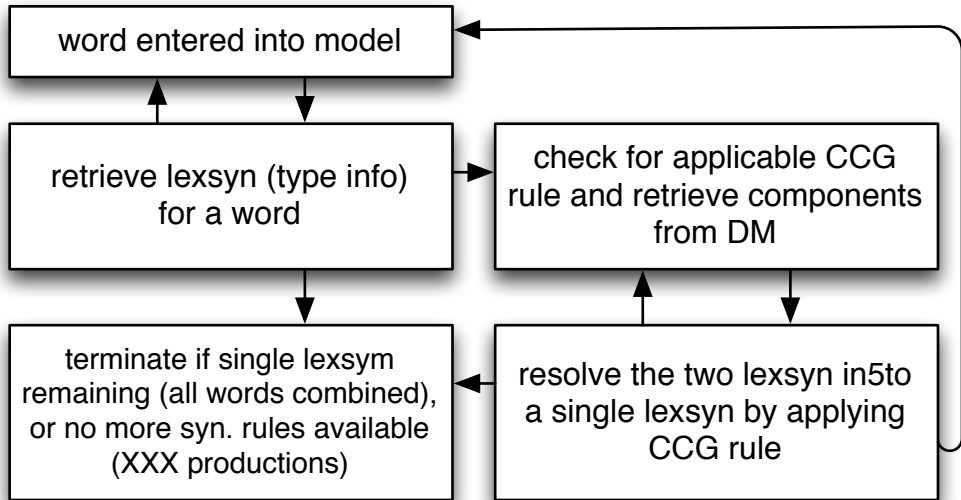 word entered into model
retrieve lexsyn (type info)
for a word
check for applicable CCG
rule and retrieve components
from DM
terminate if single lexsym
remaining (all words combined),
or no more syn. rules available
(XXX productions)
resolve the two lexsyn in5to
a single lexsyn by applying
CCG rule